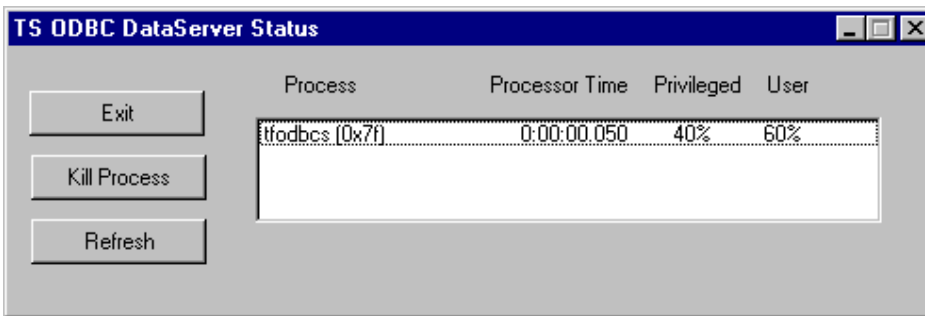 TS ODBC DataServer Status
Process Processor Time Privileged User
Exit
tfodbcs (0x7f) 0:00:00.050 40% 60%
Kill Process
Refresh